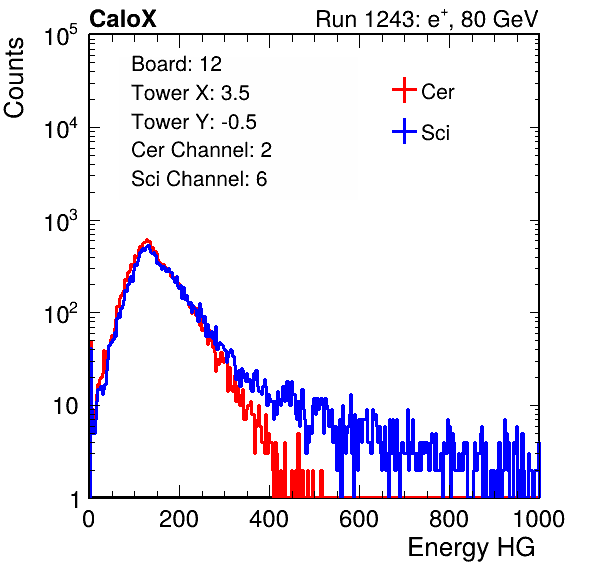 CaloX Run 1243: e⁺, 80 GeV
Counts
Board: 12
Tower X: 3.5
Tower Y: -0.5
Cer Channel: 2
Sci Channel: 6
Cer
Sci
10⁵
10⁴
10³
10²
10
1
0 200 400 600 800 1000
Energy HG